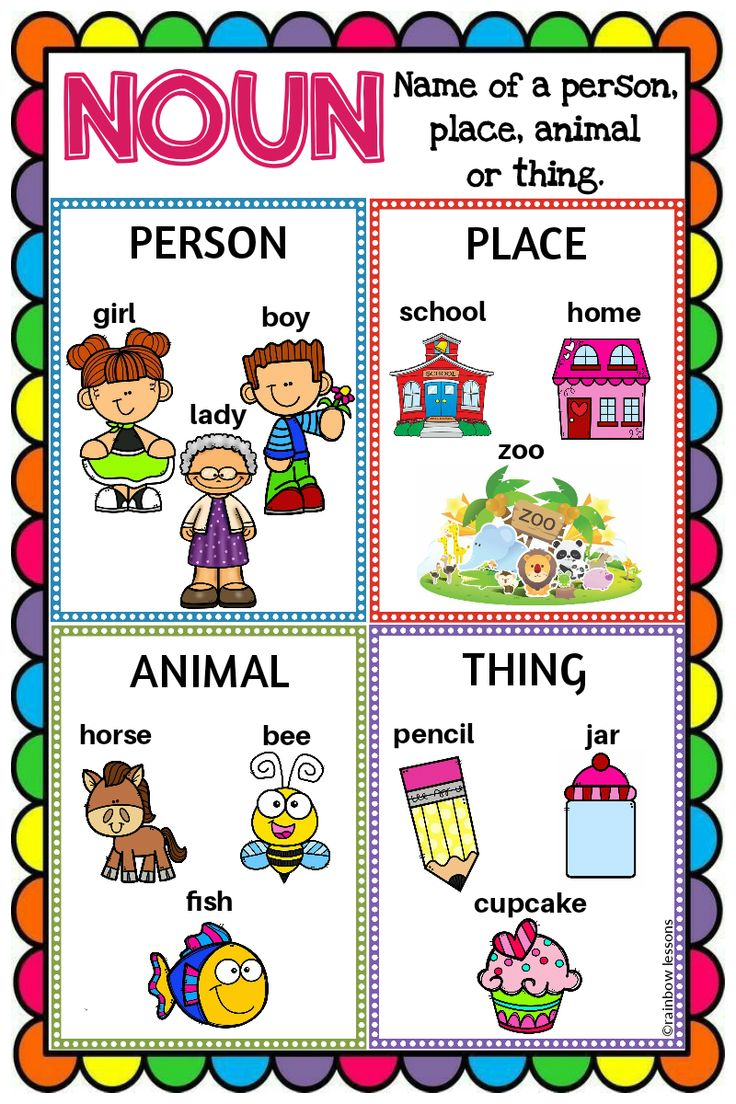 NOUN
Name of a person,
place, animal
or thing.
PERSON
girl
boy
lady
PLACE
school
home
SCHOOL
zoo
ZOO
ANIMAL
horse
bee
fish
THING
pencil
jar
cupcake
©rainbow lessons